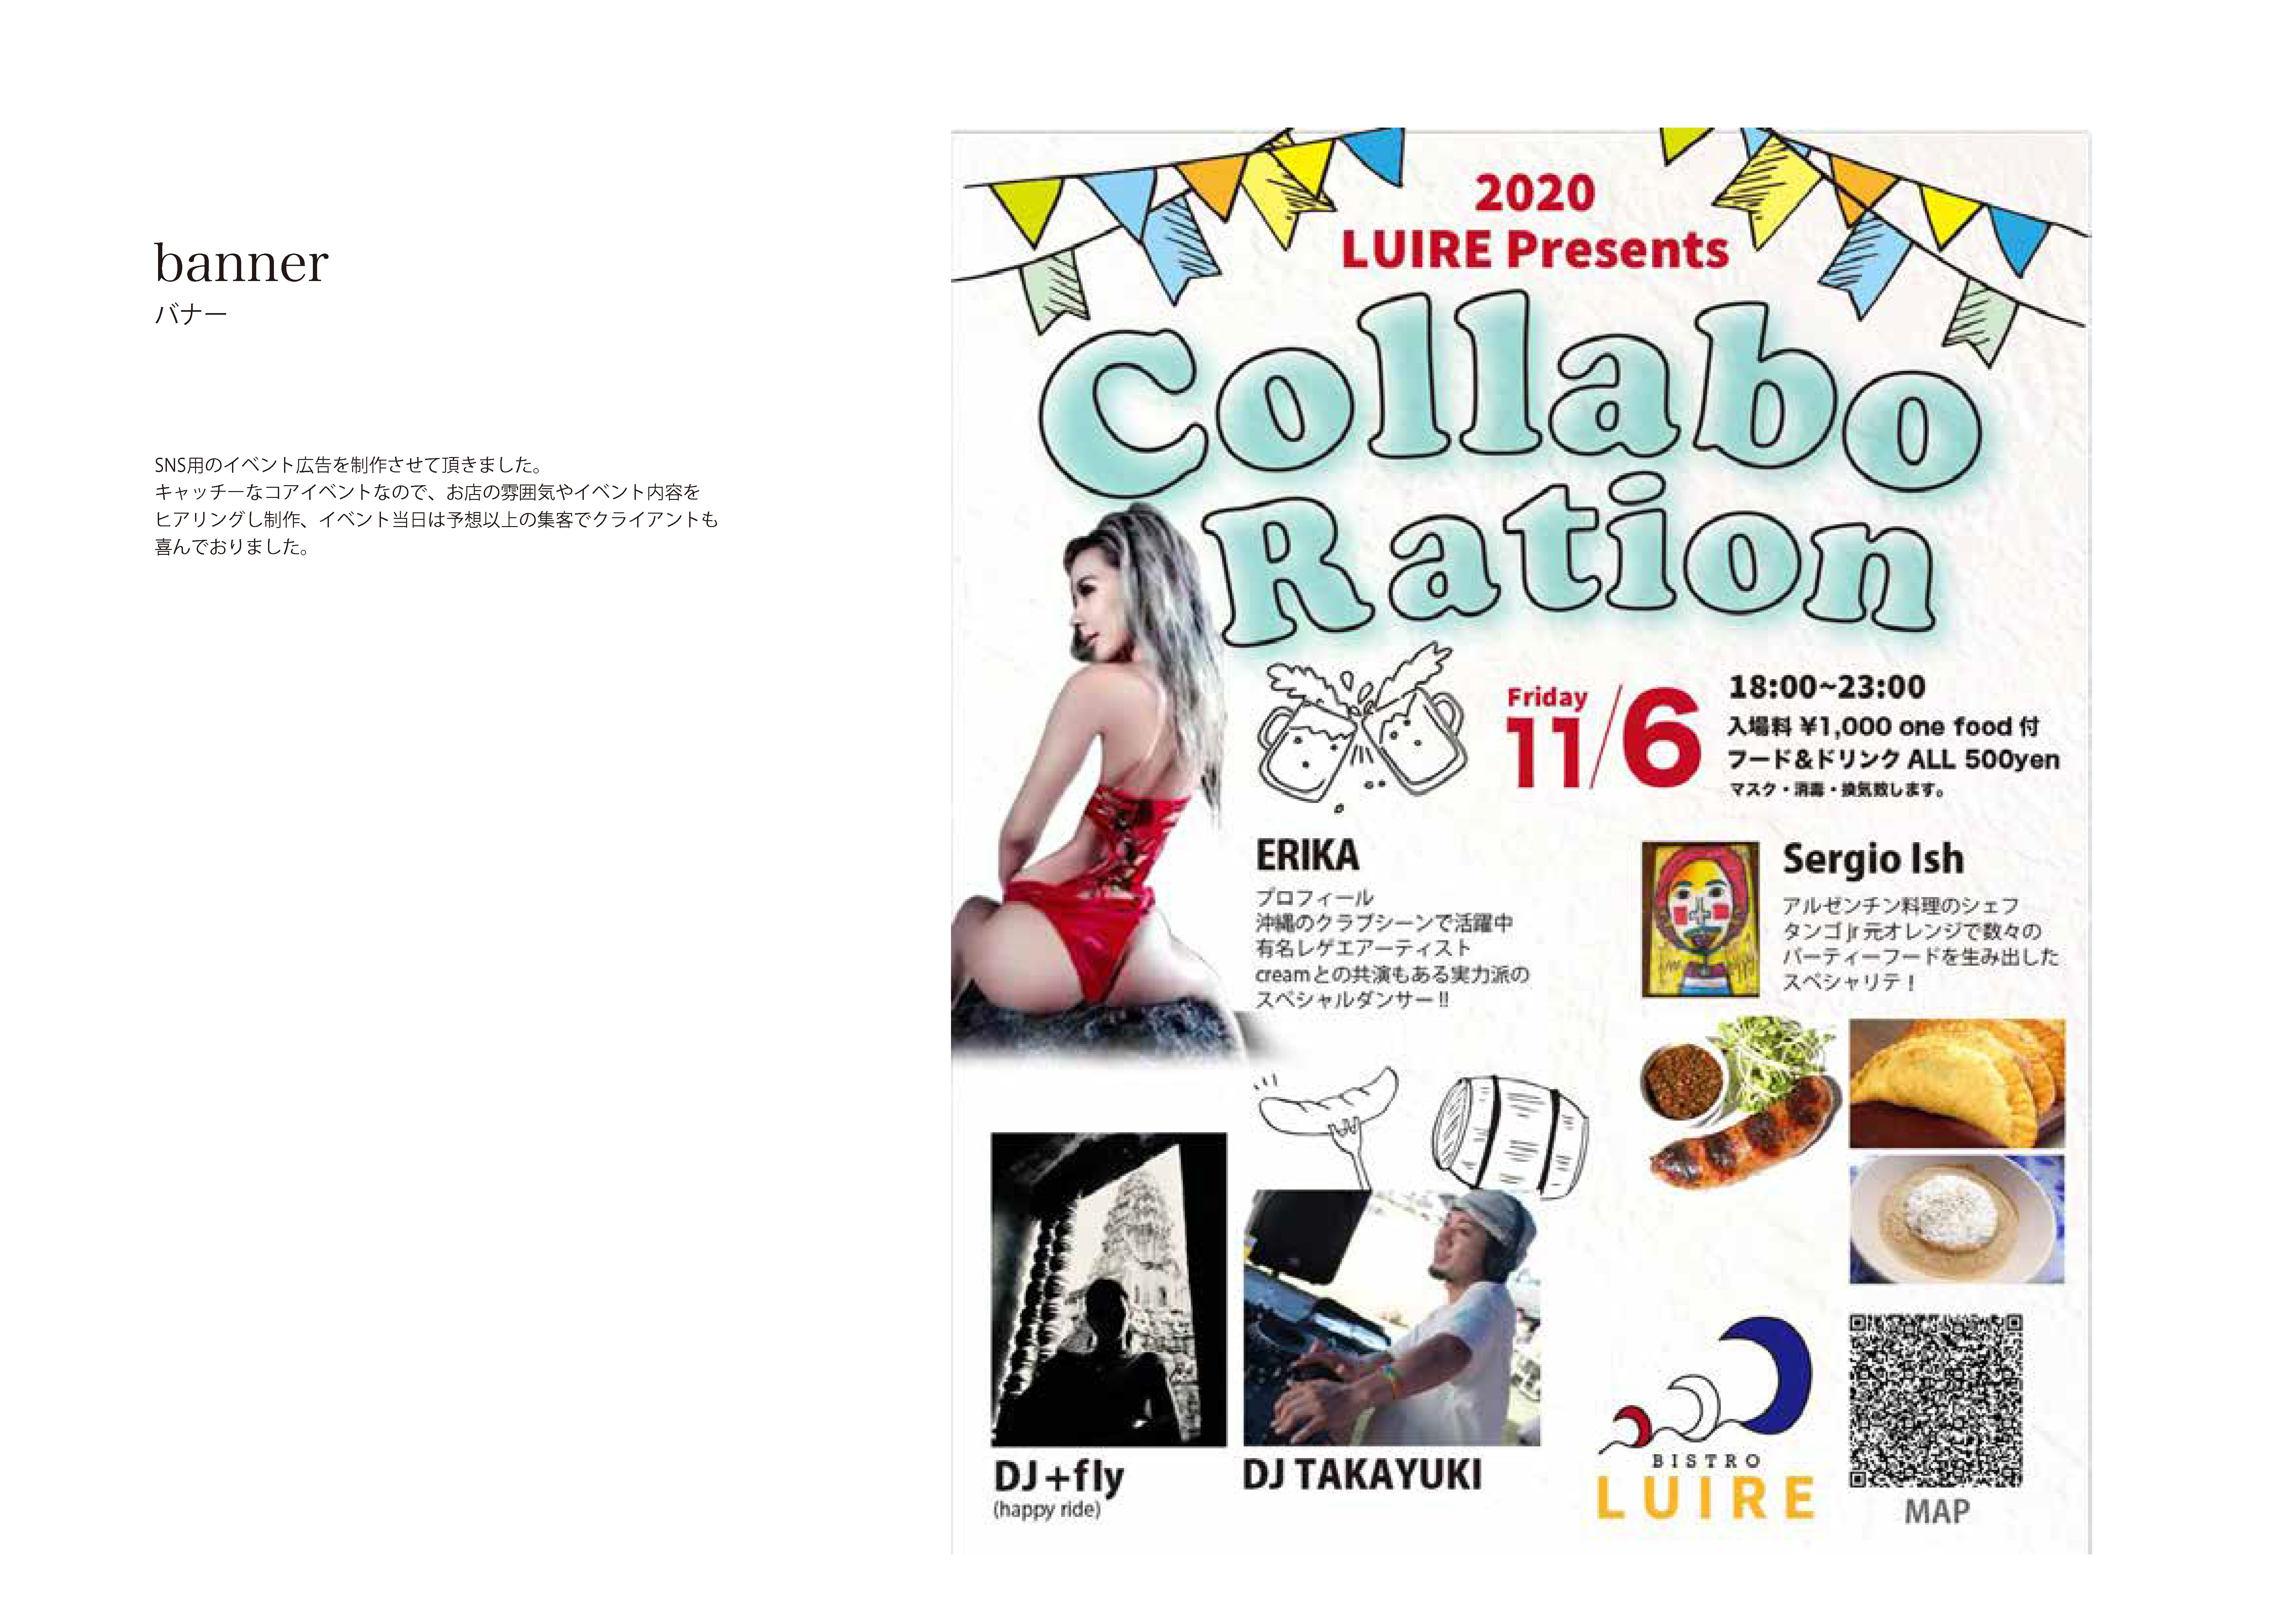 banner
バナー
SNS用のイベント広告を制作させて頂きました。
キャッチーなコアイベントなので、お店の雰囲気やイベント内容を
ヒアリングし制作、イベント当日は予想以上の集客でクライアントも
喜んでおりました。
2020
LUIRE Presents
Collabo
Ration
Friday
11/6
18:00~23:00
入場料 ¥1,000 one food 付
フード&ドリンク ALL 500yen
マスク・消毒・換気致します。
ERIKA
プロフィール
沖縄のクラブシーンで活躍中
有名レゲエアーティスト
creamとの共演もある実力派の
スペシャルダンサー!!
Sergio Ish
アルゼンチン料理のシェフ
タンゴjr元オレンジで数々の
パーティーフードを生み出した
スペシャリテ!
DJ+fly
(happy ride)
DJ TAKAYUKI
BISTRO
LUIRE
MAP